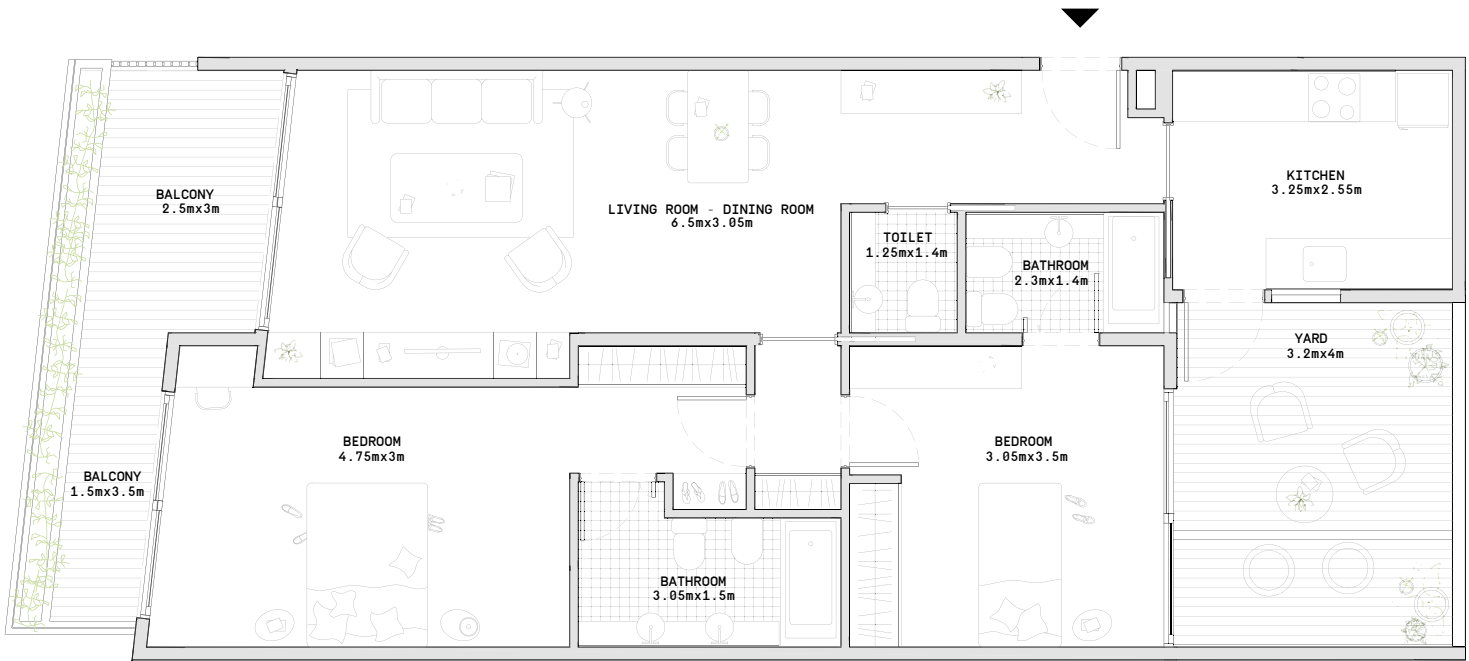 BALCONY
2.5mx3m
LIVING ROOM - DINING ROOM
6.5mx3.05m
TOILET
1.25mx1.4m
BATHROOM
2.3mx1.4m
KITCHEN
3.25mx2.55m
YARD
3.2mx4m
BEDROOM
4.75mx3m
BALCONY
1.5mx3.5m
BEDROOM
3.05mx3.5m
BATHROOM
3.05mx1.5m